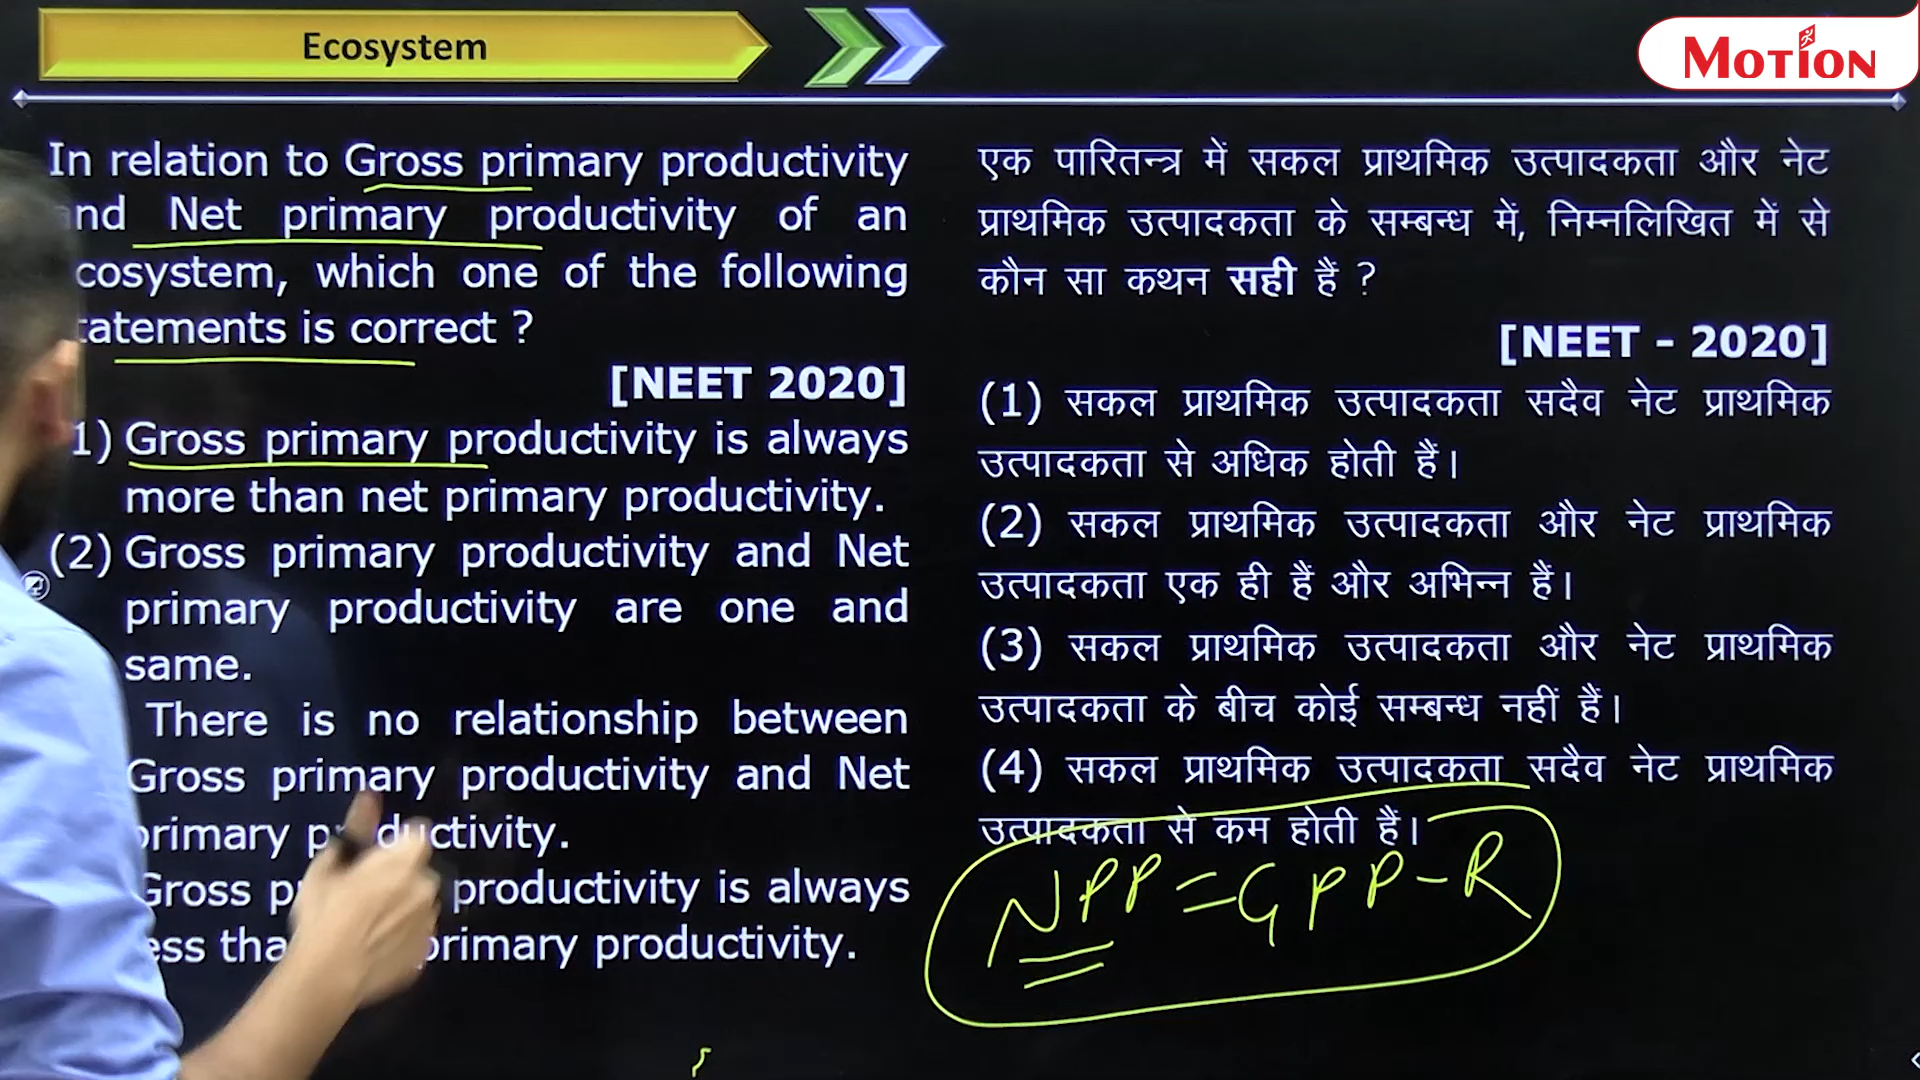 Ecosystem
MOTION
In relation to Gross primary productivity
and Net primary productivity of an
cosystem, which one of the following
tatements is correct ?
[NEET 2020]
1) Gross primary productivity is always
more than net primary productivity.
(2) Gross primary productivity and Net
primary productivity are one and
same.
There is no relationship between
Gross primary productivity and Net
primary productivity.
Gross productivity is always
ess tha primary productivity.
एक पारितन्त्र में सकल प्राथमिक उत्पादकता और नेट
प्राथमिक उत्पादकता के सम्बन्ध में, निम्नलिखित में से
कौन सा कथन सही हैं ?
[NEET - 2020]
(1) सकल प्राथमिक उत्पादकता सदैव नेट प्राथमिक
उत्पादकता से अधिक होती हैं।
(2) सकल प्राथमिक उत्पादकता और नेट प्राथमिक
उत्पादकता एक ही हैं और अभिन्न हैं।
(3) सकल प्राथमिक उत्पादकता और नेट प्राथमिक
उत्पादकता के बीच कोई सम्बन्ध नहीं हैं।
(4) सकल प्राथमिक उत्पादकता सदैव नेट प्राथमिक
उत्पादकता से कम होती हैं।
NPP = GPP - R